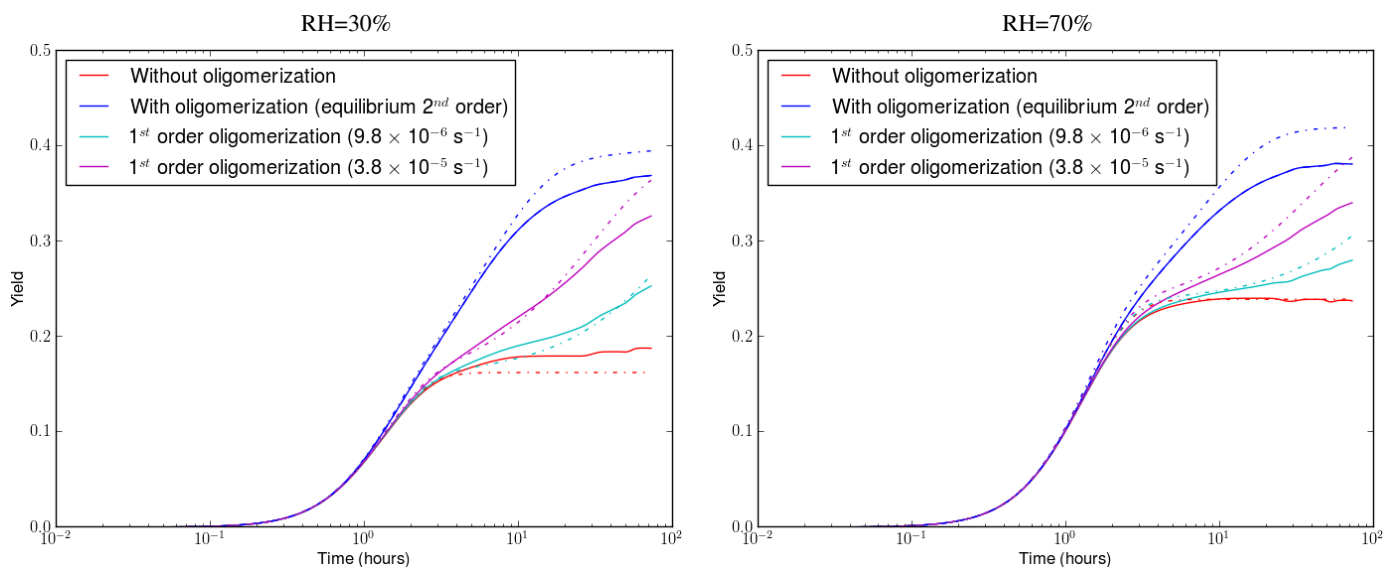 RH=30%
0.5
0.4
0.3
0.2
0.1
0.0
Yield
Without oligomerization
With oligomerization (equilibrium 2ⁿᵈ order)
1ˢᵗ order oligomerization (9.8 × 10⁻⁶ s⁻¹)
1ˢᵗ order oligomerization (3.8 × 10⁻⁵ s⁻¹)
10⁻² 10⁻¹ 10⁰ 10¹ 10²
Time (hours)
RH=70%
0.5
0.4
0.3
0.2
0.1
0.0
Yield
Without oligomerization
With oligomerization (equilibrium 2ⁿᵈ order)
1ˢᵗ order oligomerization (9.8 × 10⁻⁶ s⁻¹)
1ˢᵗ order oligomerization (3.8 × 10⁻⁵ s⁻¹)
10⁻² 10⁻¹ 10⁰ 10¹ 10²
Time (hours)